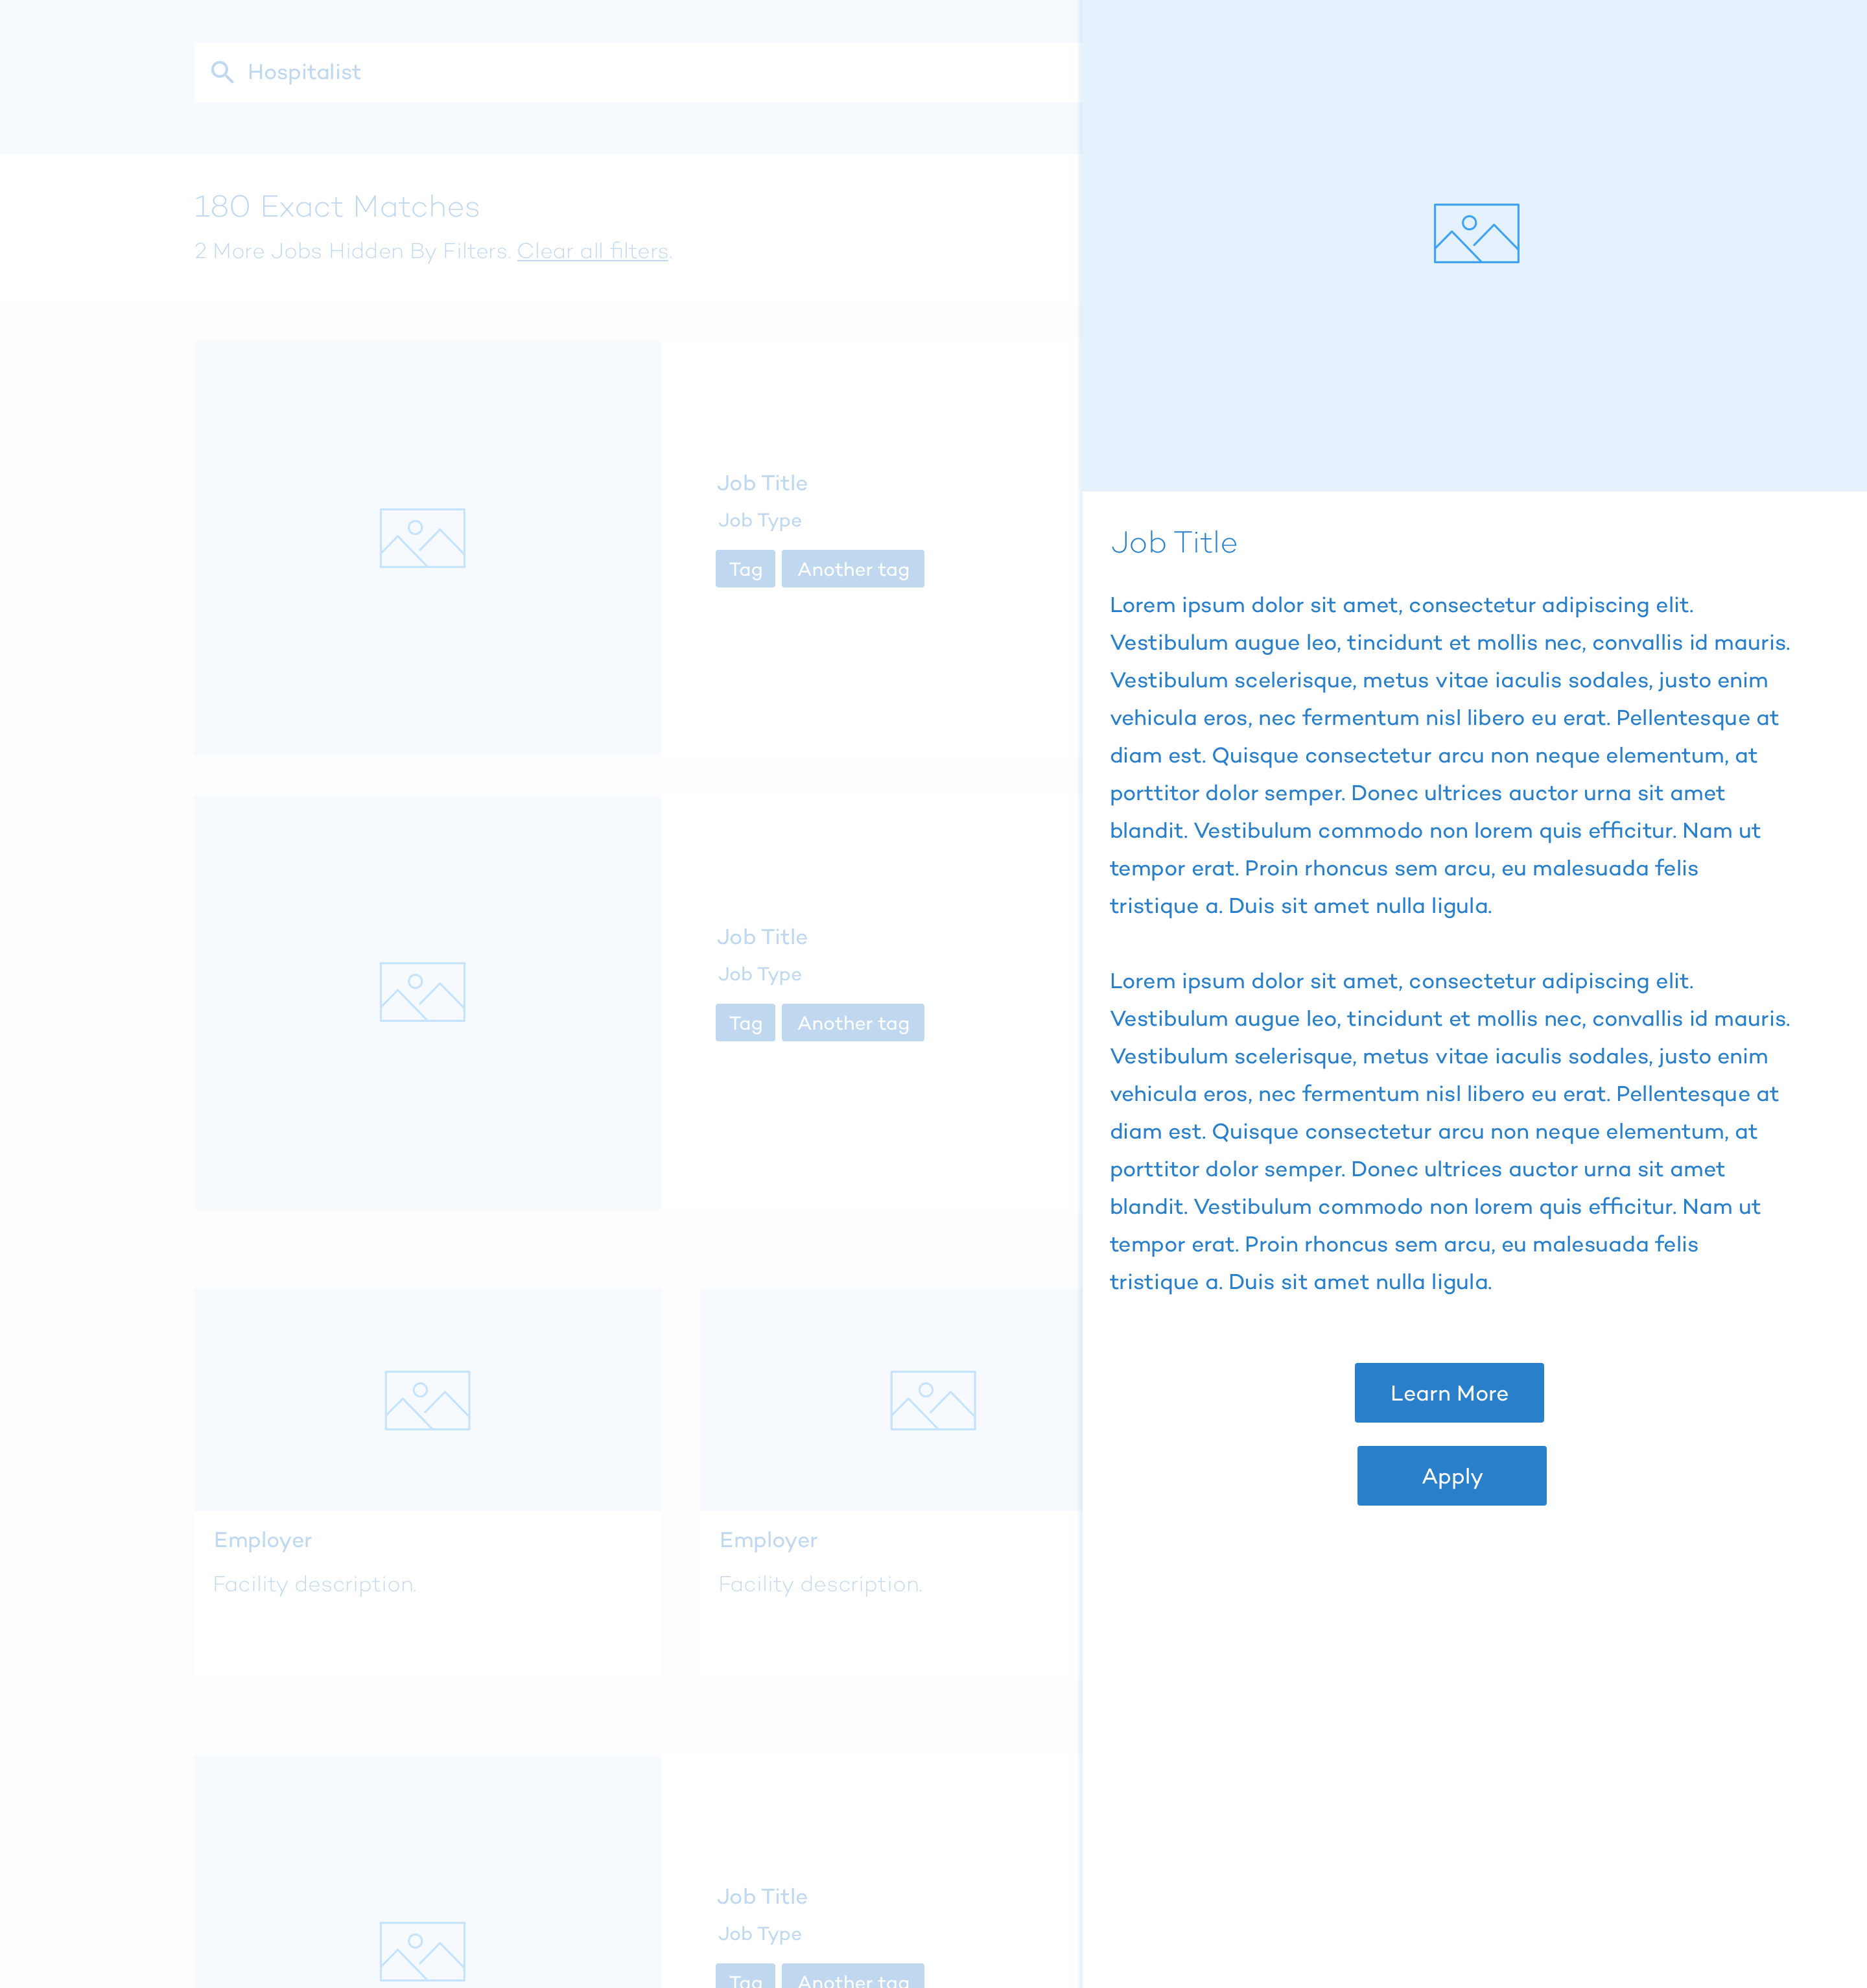 Hospitalist
180 Exact Matches
2 More Jobs Hidden By Filters. Clear all filters.
Job Title
Job Type
Tag
Another tag
Job Title
Job Type
Tag
Another tag
Employer
Facility description.
Employer
Facility description.
Job Title
Job Type
Tag
Another tag
Job Title
Lorem ipsum dolor sit amet, consectetur adipiscing elit.
Vestibulum augue leo, tincidunt et mollis nec, convallis id mauris.
Vestibulum scelerisque, metus vitae iaculis sodales, justo enim
vehicula eros, nec fermentum nisl libero eu erat. Pellentesque at
diam est. Quisque consectetur arcu non neque elementum, at
porttitor dolor semper. Donec ultrices auctor urna sit amet
blandit. Vestibulum commodo non lorem quis efficitur. Nam ut
tempor erat. Proin rhoncus sem arcu, eu malesuada felis
tristique a. Duis sit amet nulla ligula.
Lorem ipsum dolor sit amet, consectetur adipiscing elit.
Vestibulum augue leo, tincidunt et mollis nec, convallis id mauris.
Vestibulum scelerisque, metus vitae iaculis sodales, justo enim
vehicula eros, nec fermentum nisl libero eu erat. Pellentesque at
diam est. Quisque consectetur arcu non neque elementum, at
porttitor dolor semper. Donec ultrices auctor urna sit amet
blandit. Vestibulum commodo non lorem quis efficitur. Nam ut
tempor erat. Proin rhoncus sem arcu, eu malesuada felis
tristique a. Duis sit amet nulla ligula.
Learn More
Apply